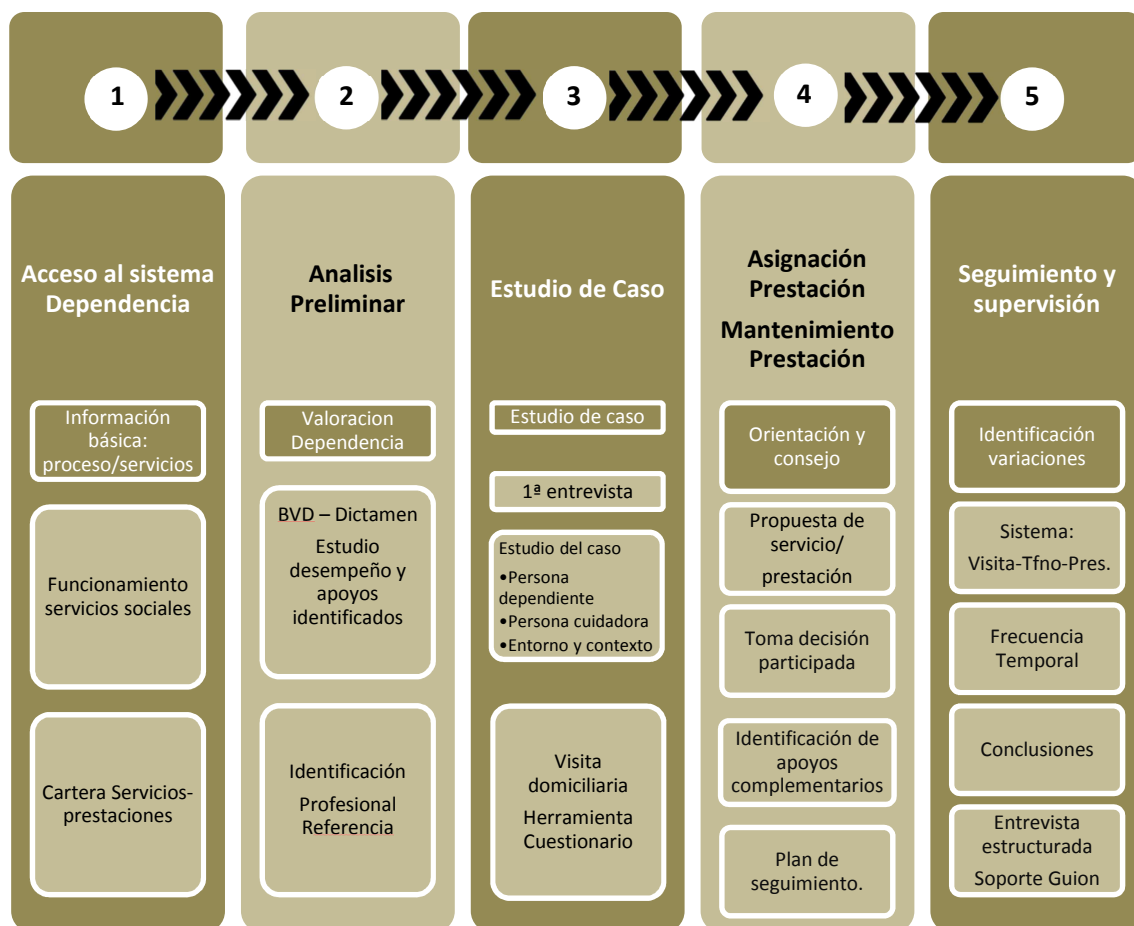 1
2
3
4
5
Acceso al sistema
Dependencia
Información
básica:
proceso/servicios
Funcionamiento
servicios sociales
Cartera Servicios-
prestaciones
Analisis
Preliminar
Valoracion
Dependencia
BVD – Dictamen
Estudio
desempeño y
apoyos
identificados
Identificación
Profesional
Referencia
Estudio de Caso
Estudio de caso
1ª entrevista
Estudio del caso
•Persona
dependiente
•Persona cuidadora
•Entorno y contexto
Visita
domiciliaria
Herramienta
Cuestionario
Asignación
Prestación
Mantenimiento
Prestación
Orientación y
consejo
Propuesta de
servicio/
prestación
Toma decisión
participada
Identificación de
apoyos
complementarios
Plan de
seguimiento.
Seguimiento y
supervisión
Identificación
variaciones
Sistema:
Visita-Tfno-Pres.
Frecuencia
Temporal
Conclusiones
Entrevista
estructurada
Soporte Guion